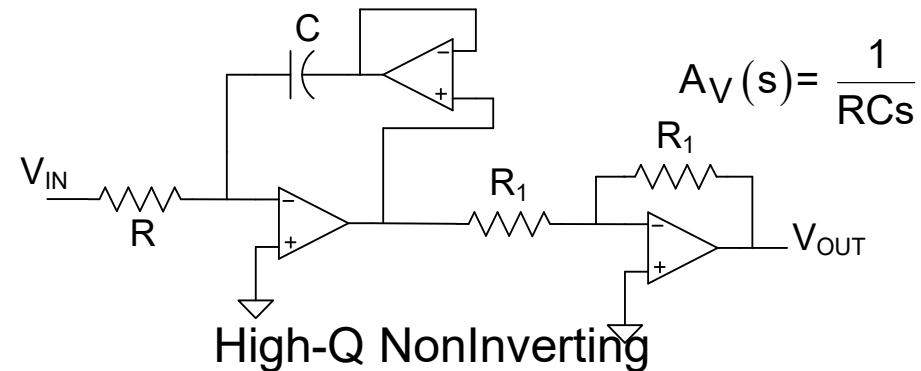 C
A_V(s) = 1/RCs
V_IN
R
R_1
R_1
V_OUT
−
+
−
+
−
+
High-Q NonInverting